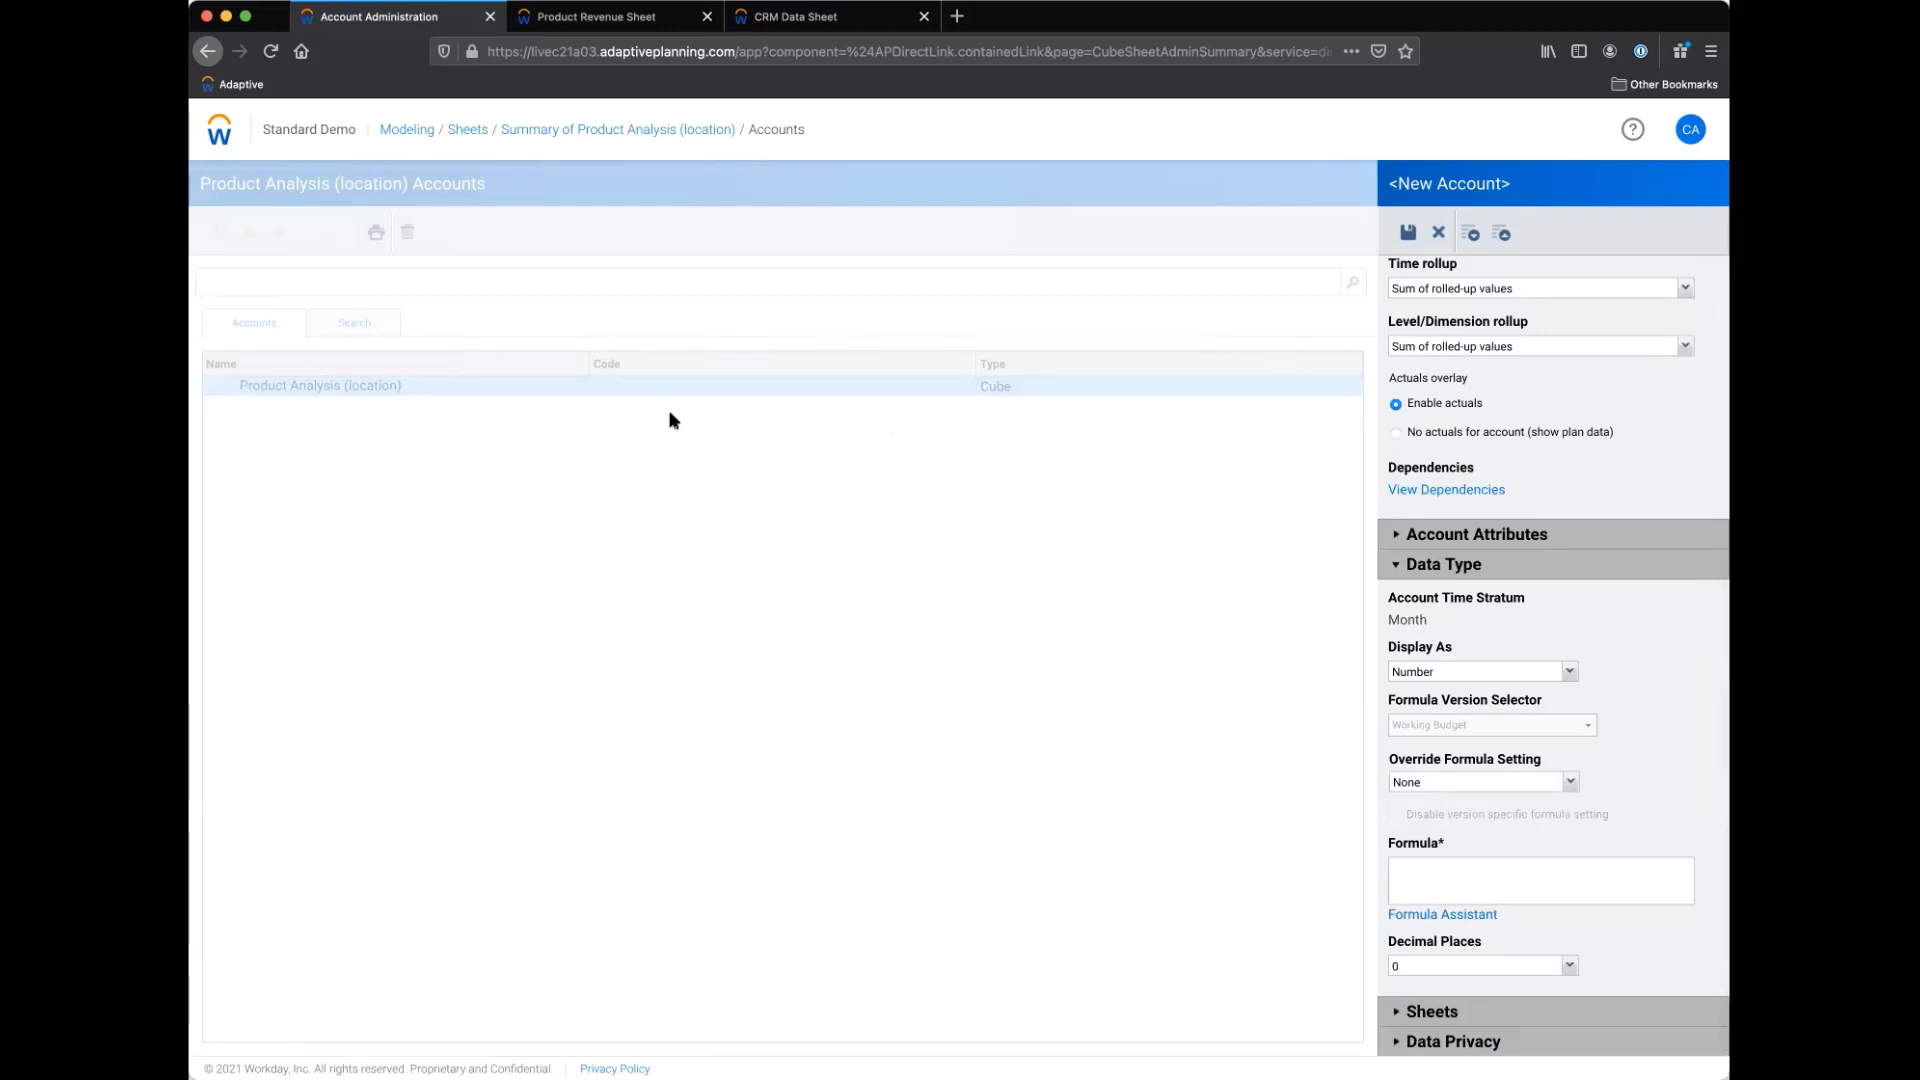 Account Administration
Product Revenue Sheet
CRM Data Sheet
https://livec21a03.adaptiveplanning.com/app?component=%24APDirectLink.containedLink&page=CubeSheetAdminSummary&service=di
Adaptive
Other Bookmarks
Standard Demo
Modeling / Sheets / Summary of Product Analysis (location) / Accounts
CA
Product Analysis (location) Accounts
<New Account>
Accounts
Search
Name
Code
Type
Product Analysis (location)
Cube
Time rollup
Sum of rolled-up values
Level/Dimension rollup
Sum of rolled-up values
Actuals overlay
Enable actuals
No actuals for account (show plan data)
Dependencies
View Dependencies
Account Attributes
Data Type
Account Time Stratum
Month
Display As
Number
Formula Version Selector
Working Budget
Override Formula Setting
None
Disable version specific formula setting
Formula*
Formula Assistant
Decimal Places
0
Sheets
Data Privacy
© 2021 Workday, Inc. All rights reserved. Proprietary and Confidential.
Privacy Policy